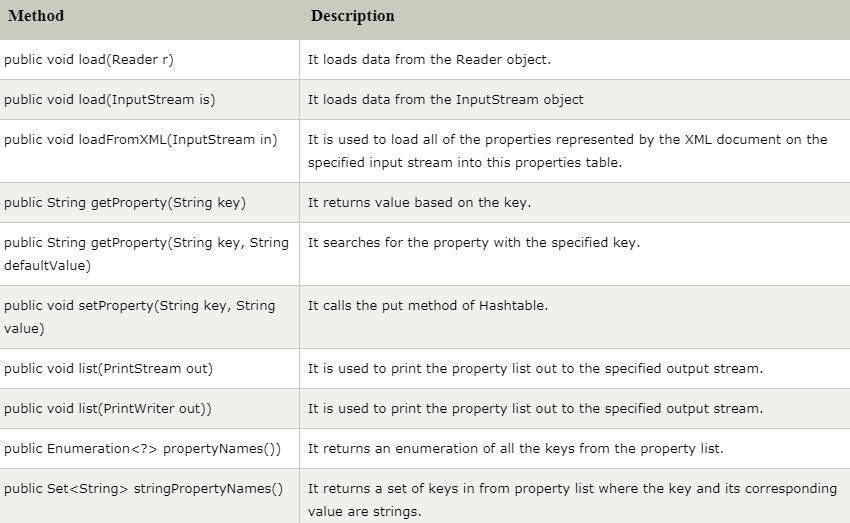 Method Description
public void load(Reader r) It loads data from the Reader object.
public void load(InputStream is) It loads data from the InputStream object
public void loadFromXML(InputStream in) It is used to load all of the properties represented by the XML document on the
specified input stream into this properties table.
public String getProperty(String key) It returns value based on the key.
public String getProperty(String key, String It searches for the property with the specified key.
defaultValue)
public void setProperty(String key, String It calls the put method of Hashtable.
value)
public void list(PrintStream out) It is used to print the property list out to the specified output stream.
public void list(PrintWriter out)) It is used to print the property list out to the specified output stream.
public Enumeration<?> propertyNames()) It returns an enumeration of all the keys from the property list.
public Set<String> stringPropertyNames() It returns a set of keys in from property list where the key and its corresponding
value are strings.